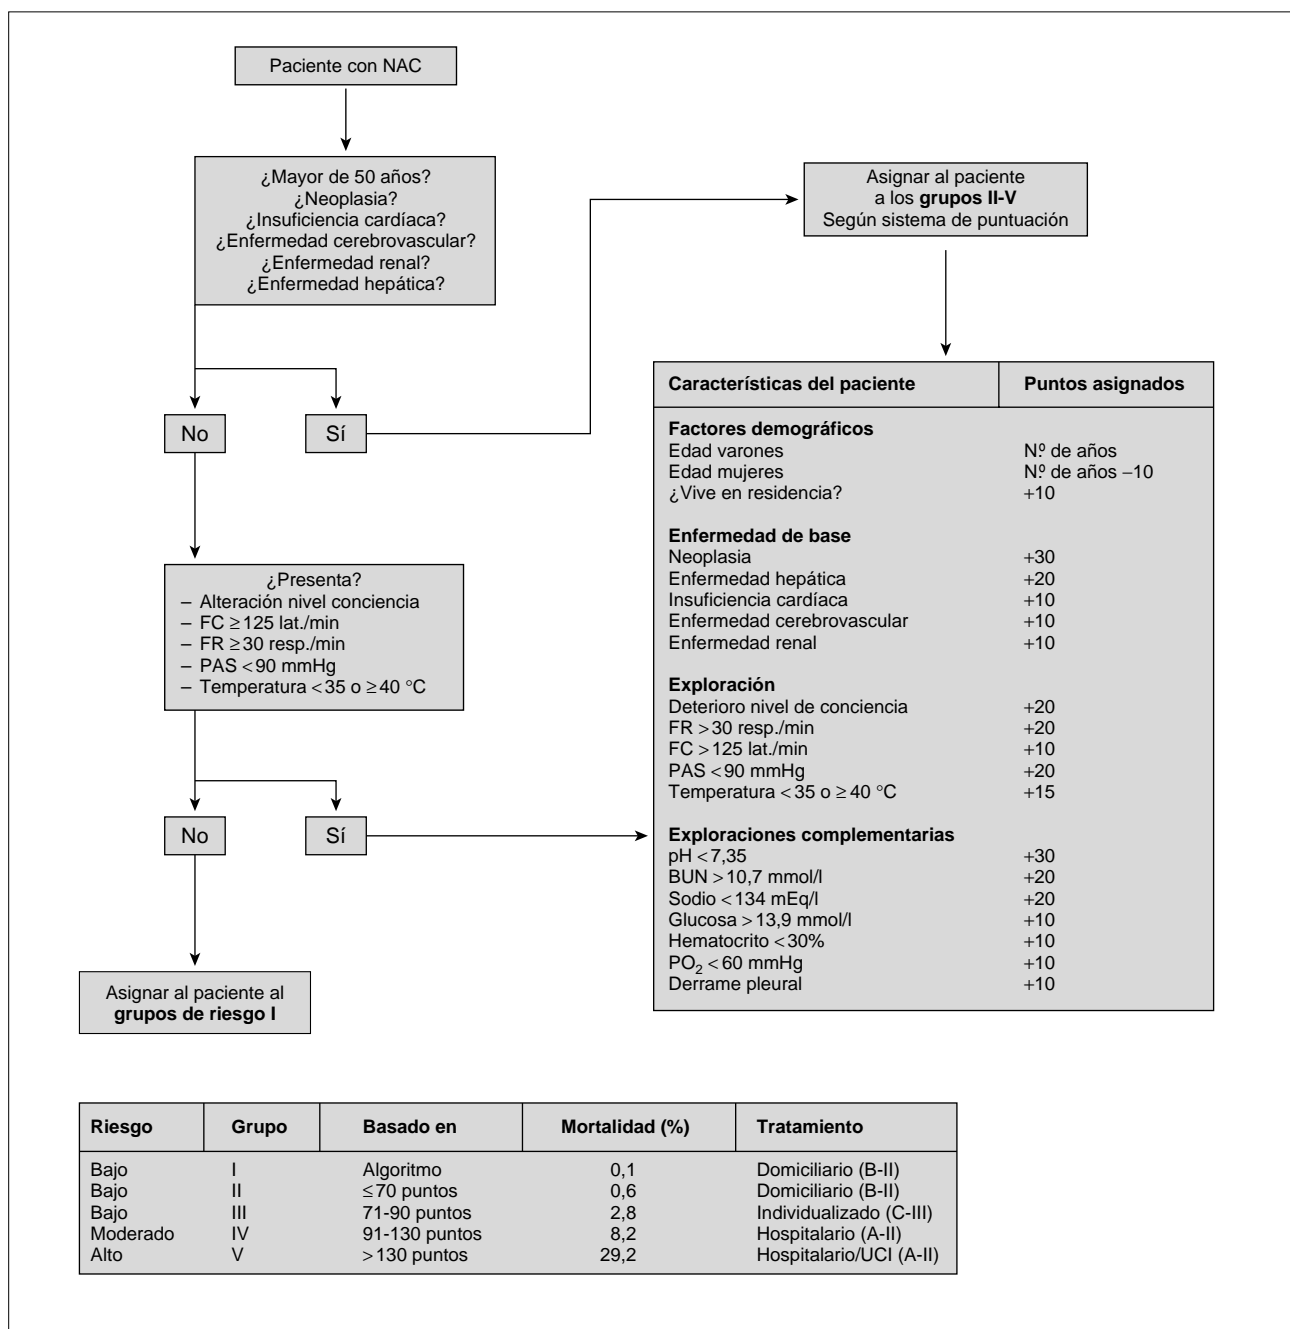 Paciente con NAC
¿Mayor de 50 años?
¿Neoplasia?
¿Insuficiencia cardíaca?
¿Enfermedad cerebrovascular?
¿Enfermedad renal?
¿Enfermedad hepática?
No
Sí
Asignar al paciente
a los grupos II-V
Según sistema de puntuación
¿Presenta?
– Alteración nivel conciencia
– FC ≥125 lat./min
– FR ≥30 resp./min
– PAS <90 mmHg
– Temperatura <35 o ≥40 °C
No
Sí
Asignar al paciente al
grupos de riesgo I
Características del paciente Puntos asignados
Factores demográficos
Edad varones N.º de años
Edad mujeres N.º de años –10
¿Vive en residencia? +10
Enfermedad de base
Neoplasia +30
Enfermedad hepática +20
Insuficiencia cardíaca +10
Enfermedad cerebrovascular +10
Enfermedad renal +10
Exploración
Deterioro nivel de conciencia +20
FR >30 resp./min +20
FC >125 lat./min +10
PAS <90 mmHg +20
Temperatura <35 o ≥40 °C +15
Exploraciones complementarias
pH <7,35 +30
BUN >10,7 mmol/l +20
Sodio <134 mEq/l +20
Glucosa >13,9 mmol/l +10
Hematocrito <30% +10
PO₂ <60 mmHg +10
Derrame pleural +10
Riesgo Grupo Basado en Mortalidad (%) Tratamiento
Bajo I Algoritmo 0,1 Domiciliario (B-II)
Bajo II ≤70 puntos 0,6 Domiciliario (B-II)
Bajo III 71-90 puntos 2,8 Individualizado (C-III)
Moderado IV 91-130 puntos 8,2 Hospitalario (A-II)
Alto V >130 puntos 29,2 Hospitalario/UCI (A-II)